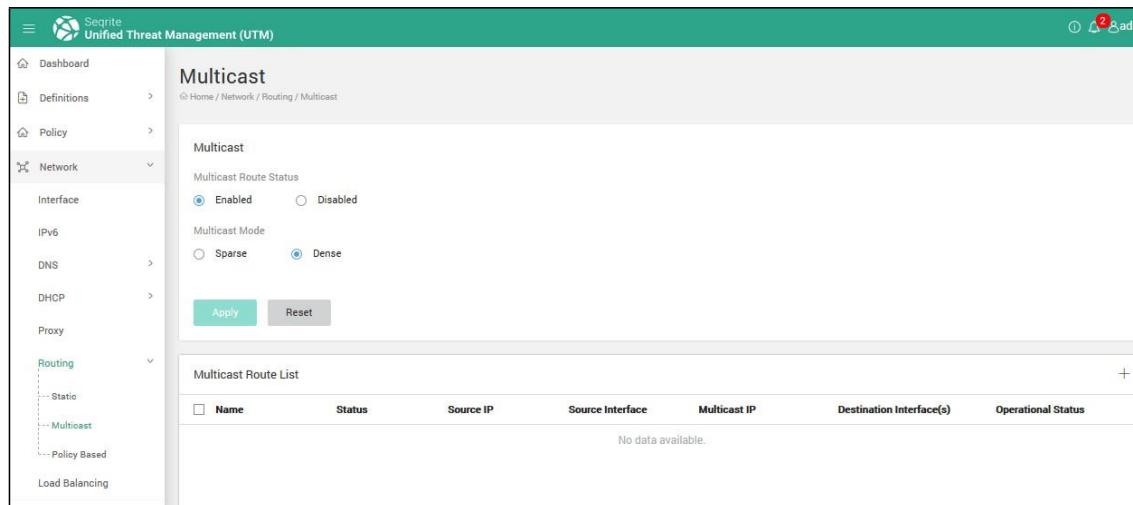 Seqrite
Unified Threat Management (UTM)
2
ad
Dashboard
Definitions
Policy
Network
Interface
IPv6
DNS
DHCP
Proxy
Routing
Static
Multicast
Policy Based
Load Balancing
Multicast
Home / Network / Routing / Multicast
Multicast
Multicast Route Status
Enabled Disabled
Multicast Mode
Sparse Dense
Apply Reset
Multicast Route List
Name Status Source IP Source Interface Multicast IP Destination Interface(s) Operational Status
No data available.